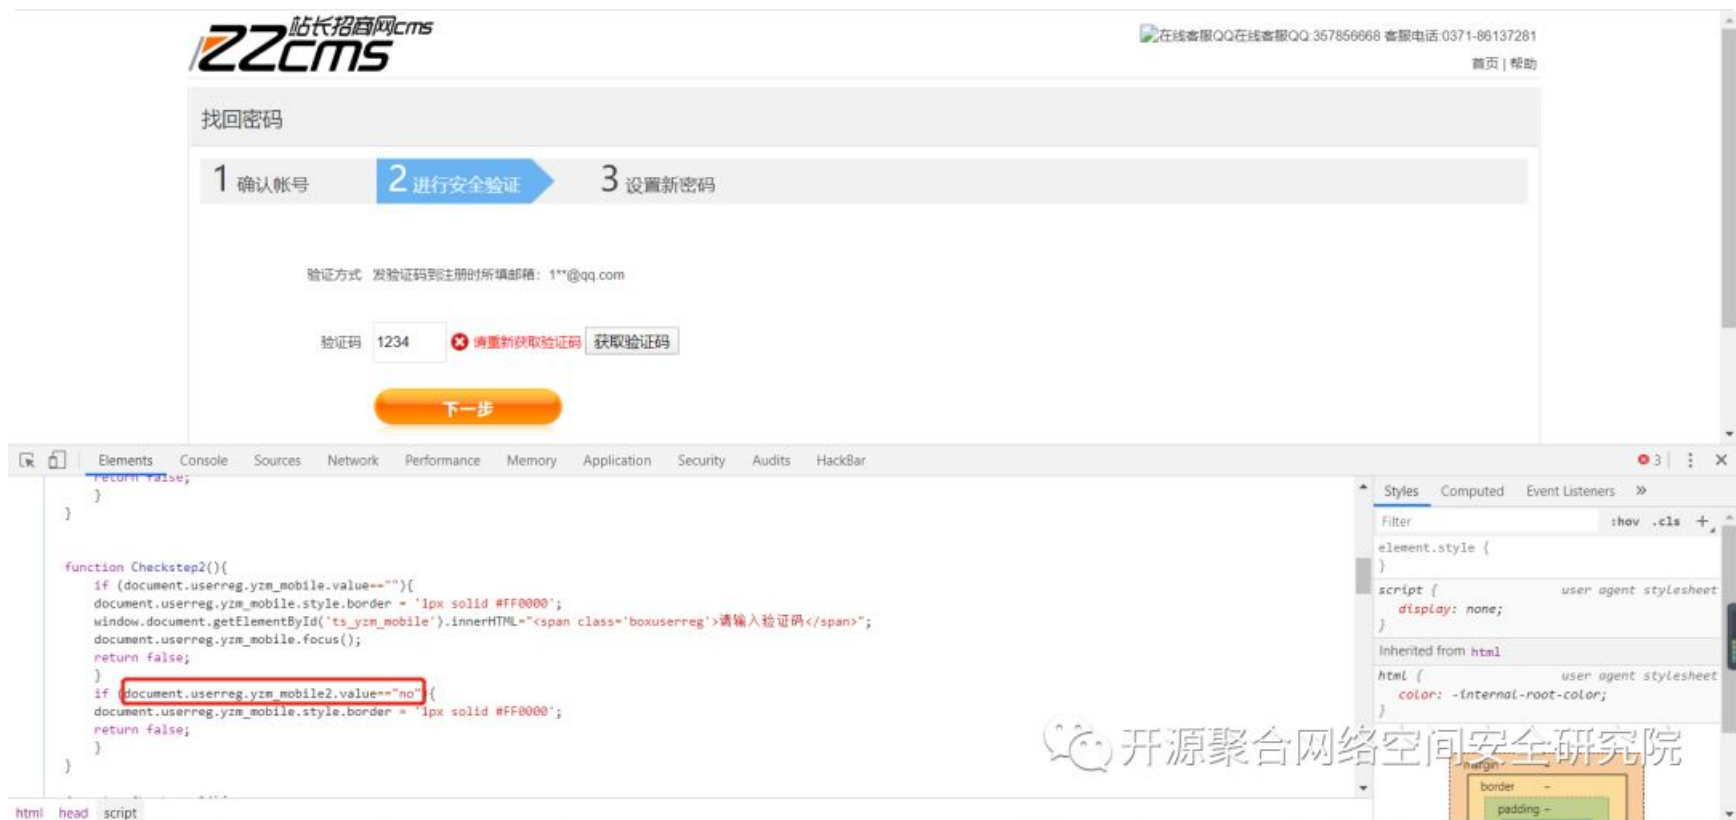 站长招商网cms
ZZcms
在线客服QQ在线客服QQ:357856668 客服电话:0371-86137281
首页 | 帮助
找回密码
1 确认帐号 2 进行安全验证 3 设置新密码
验证方式 发验证码到注册时所填邮箱：1**@qq.com
验证码 1234 请重新获取验证码 获取验证码
下一步
Elements Console Sources Network Performance Memory Application Security Audits HackBar 3
return false;
}
}
function Checkstep2(){
if (document.userreg.yzm_mobile.value==""){
document.userreg.yzm_mobile.style.border = '1px solid #FF0000';
window.document.getElementById('ts_yzm_mobile').innerHTML="<span class='boxuserreg'>请输入验证码</span>";
document.userreg.yzm_mobile.focus();
return false;
}
if (document.userreg.yzm_mobile2.value=="no"){
document.userreg.yzm_mobile.style.border = '1px solid #FF0000';
return false;
}
}
html head script
Styles Computed Event Listeners »
Filter :hov .cls +
element.style {
}
script { user agent stylesheet
display: none;
}
Inherited from html
html { user agent stylesheet
color: -internal-root-color;
}
开源聚合网络空间安全研究院
margin -
border -
padding -